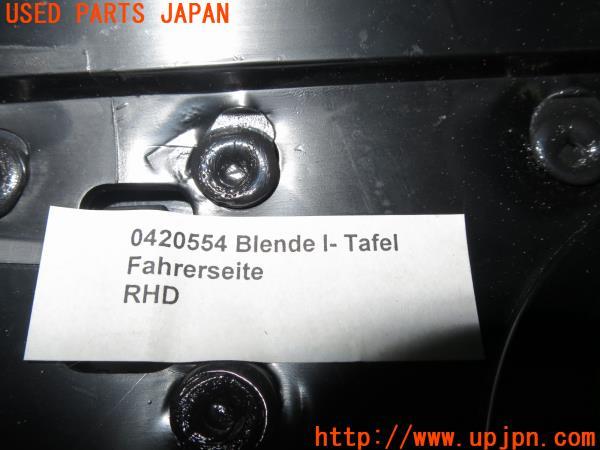 USED PARTS JAPAN
0420554 Blende I- Tafel
Fahrerseite
RHD
http://www.upjpn.com